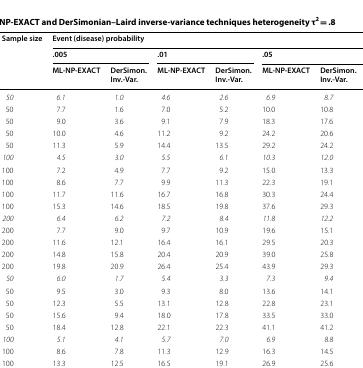 NP-EXACT and DerSimonian–Laird inverse-variance techniques heterogeneity τ² = .8
Sample size Event (disease) probability
.005 .01 .05
ML-NP-EXACT DerSimon. Inv.-Var. ML-NP-EXACT DerSimon. Inv.-Var. ML-NP-EXACT DerSimon. Inv.-Var.
50 6.1 1.0 4.6 2.6 6.9 8.7
50 7.7 1.6 7.0 5.2 10.0 10.8
50 9.0 3.6 9.1 7.9 18.3 17.6
50 10.0 4.6 11.2 9.2 24.2 20.6
50 11.3 5.9 14.4 13.5 29.2 24.2
100 4.5 3.0 5.5 6.1 10.3 12.0
100 7.2 4.9 7.7 9.2 15.0 13.3
100 8.6 7.7 9.9 11.3 22.3 19.1
100 11.7 11.6 16.7 16.8 30.3 24.4
100 15.3 14.6 18.5 19.8 37.6 29.3
200 6.4 6.2 7.2 8.4 11.8 12.2
200 7.7 9.0 9.7 10.9 19.6 15.1
200 11.6 12.1 16.4 16.1 29.5 20.3
200 14.8 15.8 20.4 20.9 39.0 25.8
200 19.8 20.9 26.4 25.4 43.9 29.3
50 6.0 1.7 5.4 3.3 7.3 9.4
50 9.5 3.0 9.3 8.0 13.6 14.1
50 12.3 5.5 13.1 12.8 22.8 23.1
50 15.6 9.4 18.0 17.8 33.5 33.0
50 18.4 12.8 22.1 22.3 41.1 41.2
100 5.1 4.1 5.7 7.0 6.9 8.8
100 8.6 7.8 11.3 12.9 16.3 14.5
100 13.3 12.5 16.5 19.1 26.9 25.6